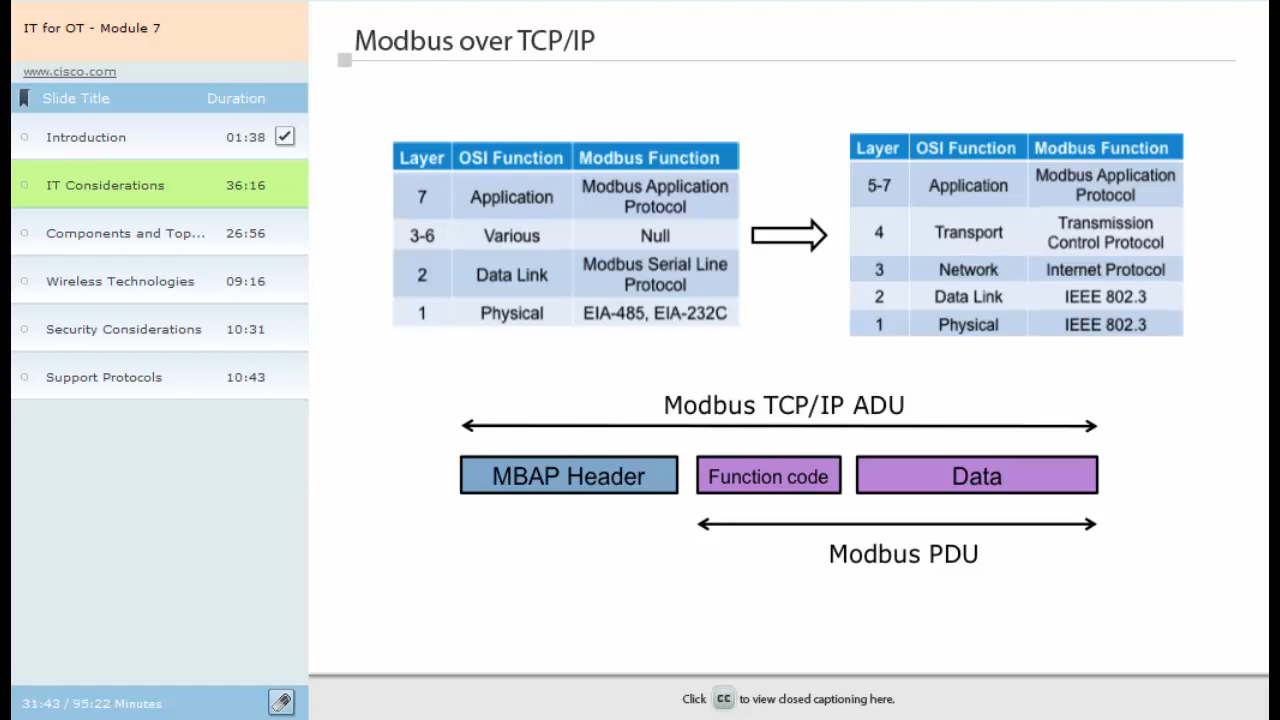 IT for OT - Module 7
www.cisco.com
Slide Title Duration
Introduction 01:38
IT Considerations 36:16
Components and Top... 26:56
Wireless Technologies 09:16
Security Considerations 10:31
Support Protocols 10:43
31:43 / 95:22 Minutes
Modbus over TCP/IP
Layer OSI Function Modbus Function
7 Application Modbus Application
Protocol
3-6 Various Null
2 Data Link Modbus Serial Line
Protocol
1 Physical EIA-485, EIA-232C
Layer OSI Function Modbus Function
5-7 Application Modbus Application
Protocol
4 Transport Transmission
Control Protocol
3 Network Internet Protocol
2 Data Link IEEE 802.3
1 Physical IEEE 802.3
Modbus TCP/IP ADU
MBAP Header Function code Data
Modbus PDU
Click CC to view closed captioning here.